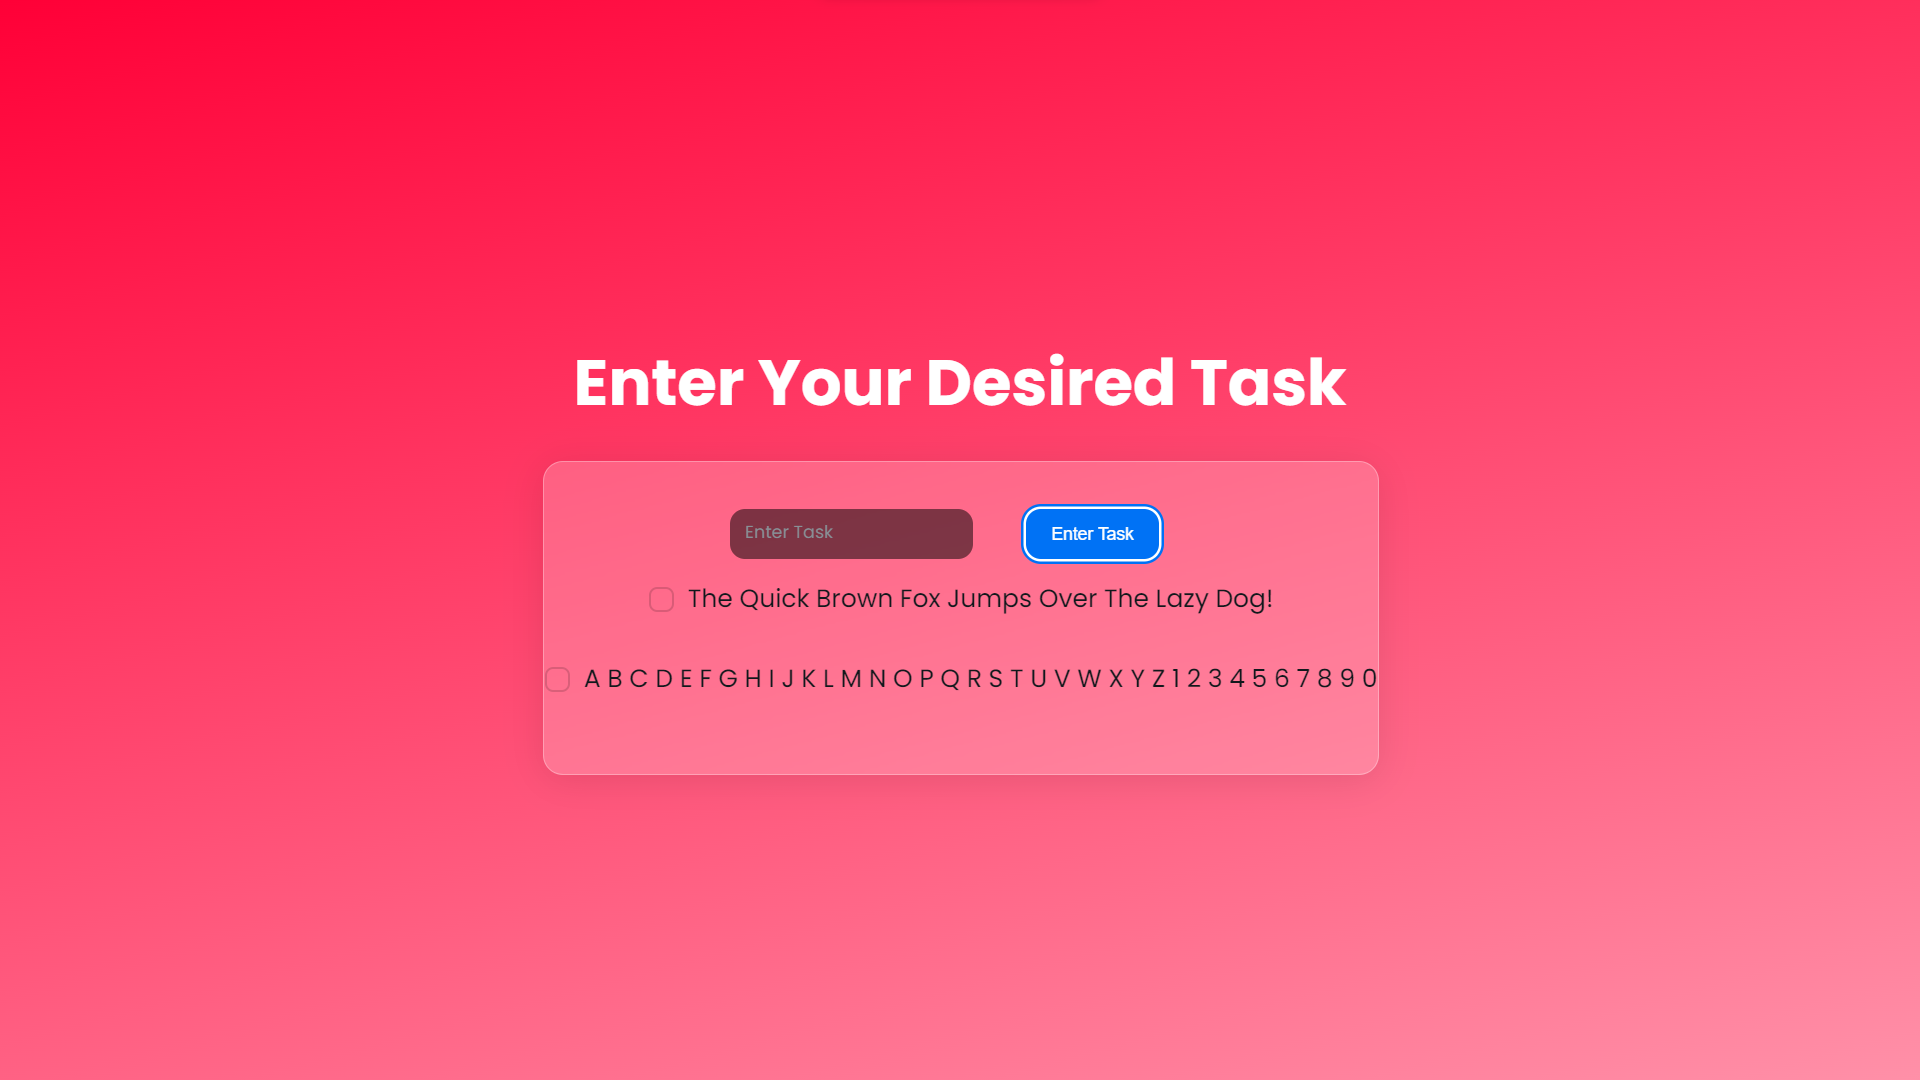 Enter Your Desired Task
Enter Task
Enter Task
The Quick Brown Fox Jumps Over The Lazy Dog!
A B C D E F G H I J K L M N O P Q R S T U V W X Y Z 1 2 3 4 5 6 7 8 9 0